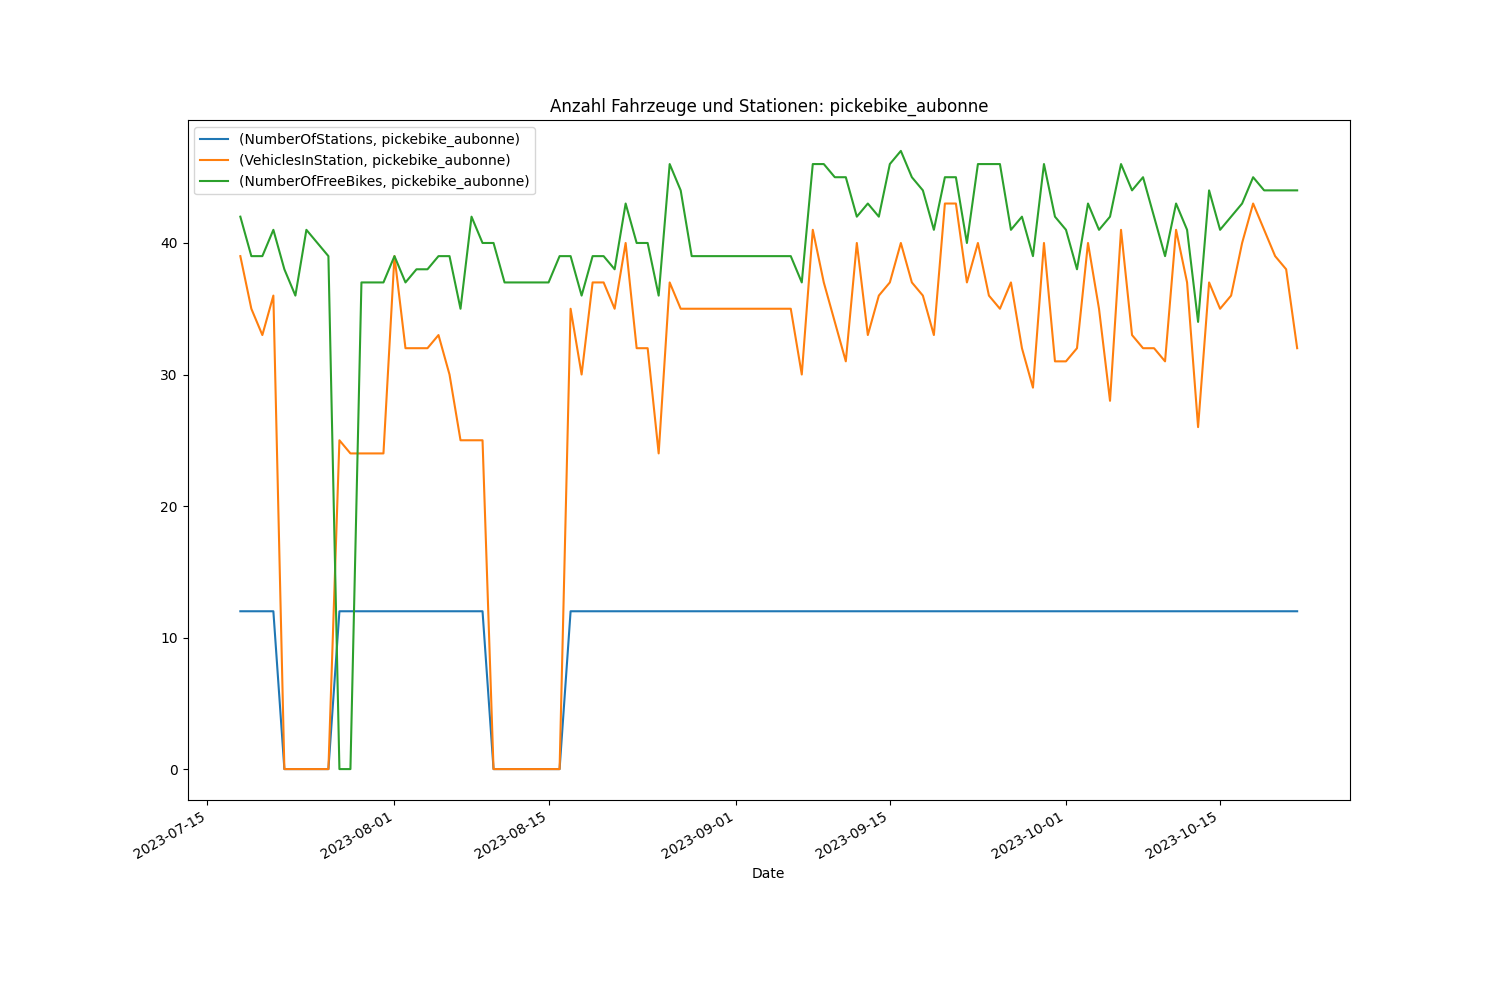 Anzahl Fahrzeuge und Stationen: pickebike_aubonne
(NumberOfStations, pickebike_aubonne)
(VehiclesInStation, pickebike_aubonne)
(NumberOfFreeBikes, pickebike_aubonne)
40
30
20
10
0
2023-07-15
2023-08-01
2023-08-15
2023-09-01
2023-09-15
2023-10-01
2023-10-15
Date